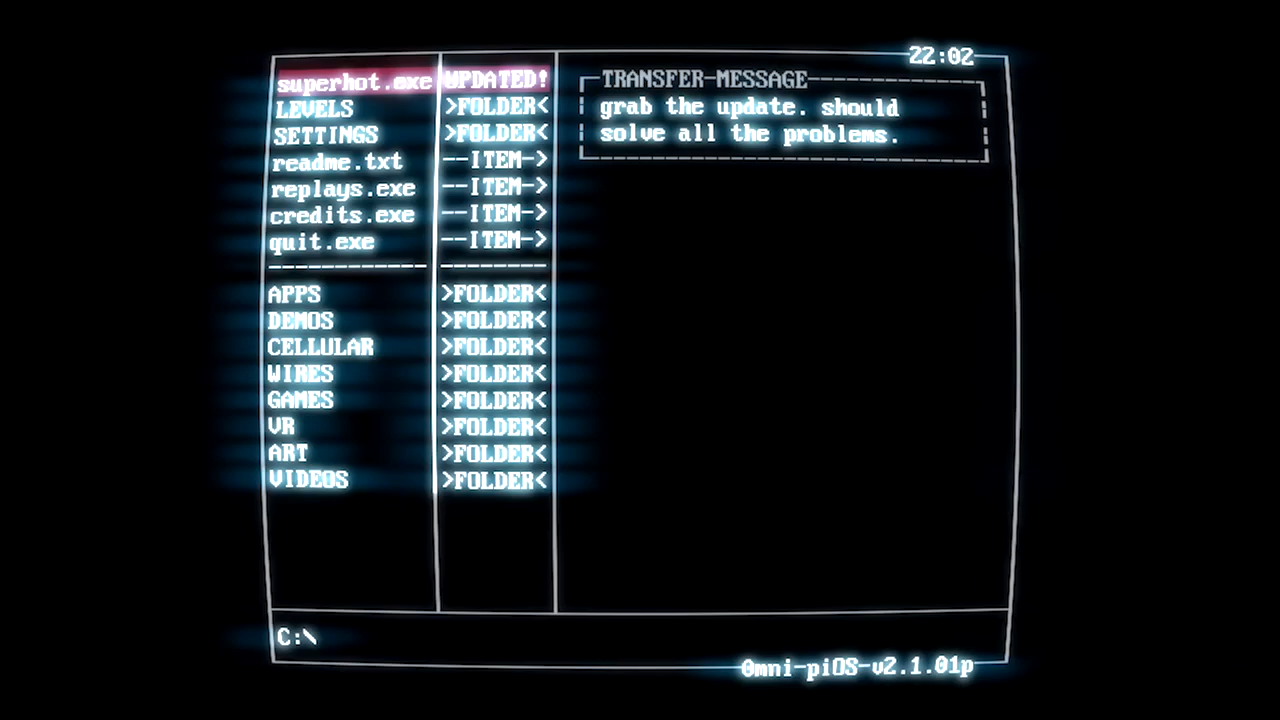 22:02
superhot.exe UPDATED!
LEVELS >FOLDER<
SETTINGS >FOLDER<
readme.txt --ITEM->
replays.exe --ITEM->
credits.exe --ITEM->
quit.exe --ITEM->
------------ --------
APPS >FOLDER<
DEMOS >FOLDER<
CELLULAR >FOLDER<
WIRES >FOLDER<
GAMES >FOLDER<
VR >FOLDER<
ART >FOLDER<
VIDEOS >FOLDER<
TRANSFER-MESSAGE
grab the update. should
solve all the problems.
C:\
Omni-piOS-v2.1.01p